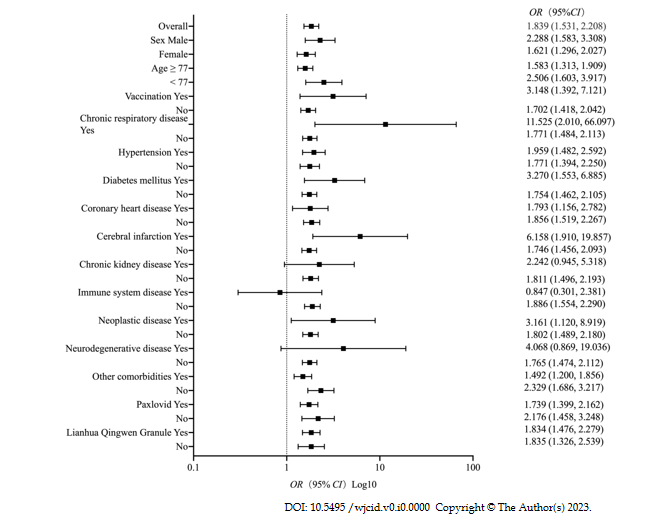 OR （95%CI）
Overall 1.839 (1.531, 2.208)
Sex Male 2.288 (1.583, 3.308)
Female 1.621 (1.296, 2.027)
Age ≥ 77 1.583 (1.313, 1.909)
< 77 2.506 (1.603, 3.917)
Vaccination Yes 3.148 (1.392, 7.121)
No 1.702 (1.418, 2.042)
Chronic respiratory disease
Yes 11.525 (2.010, 66.097)
No 1.771 (1.484, 2.113)
Hypertension Yes 1.959 (1.482, 2.592)
No 1.771 (1.394, 2.250)
Diabetes mellitus Yes 3.270 (1.553, 6.885)
No 1.754 (1.462, 2.105)
Coronary heart disease Yes 1.793 (1.156, 2.782)
No 1.856 (1.519, 2.267)
Cerebral infarction Yes 6.158 (1.910, 19.857)
No 1.746 (1.456, 2.093)
Chronic kidney disease Yes 2.242 (0.945, 5.318)
No 1.811 (1.496, 2.193)
Immune system disease Yes 0.847 (0.301, 2.381)
No 1.886 (1.554, 2.290)
Neoplastic disease Yes 3.161 (1.120, 8.919)
No 1.802 (1.489, 2.180)
Neurodegenerative disease Yes 4.068 (0.869, 19.036)
No 1.765 (1.474, 2.112)
Other comorbidities Yes 1.492 (1.200, 1.856)
No 2.329 (1.686, 3.217)
Paxlovid Yes 1.739 (1.399, 2.162)
No 2.176 (1.458, 3.248)
Lianhua Qingwen Granule Yes 1.834 (1.476, 2.279)
No 1.835 (1.326, 2.539)
0.1 1 10 100
OR （95% CI） Log10
DOI: 10.5495 /wjcid.v0.i0.0000 Copyright © The Author(s) 2023.